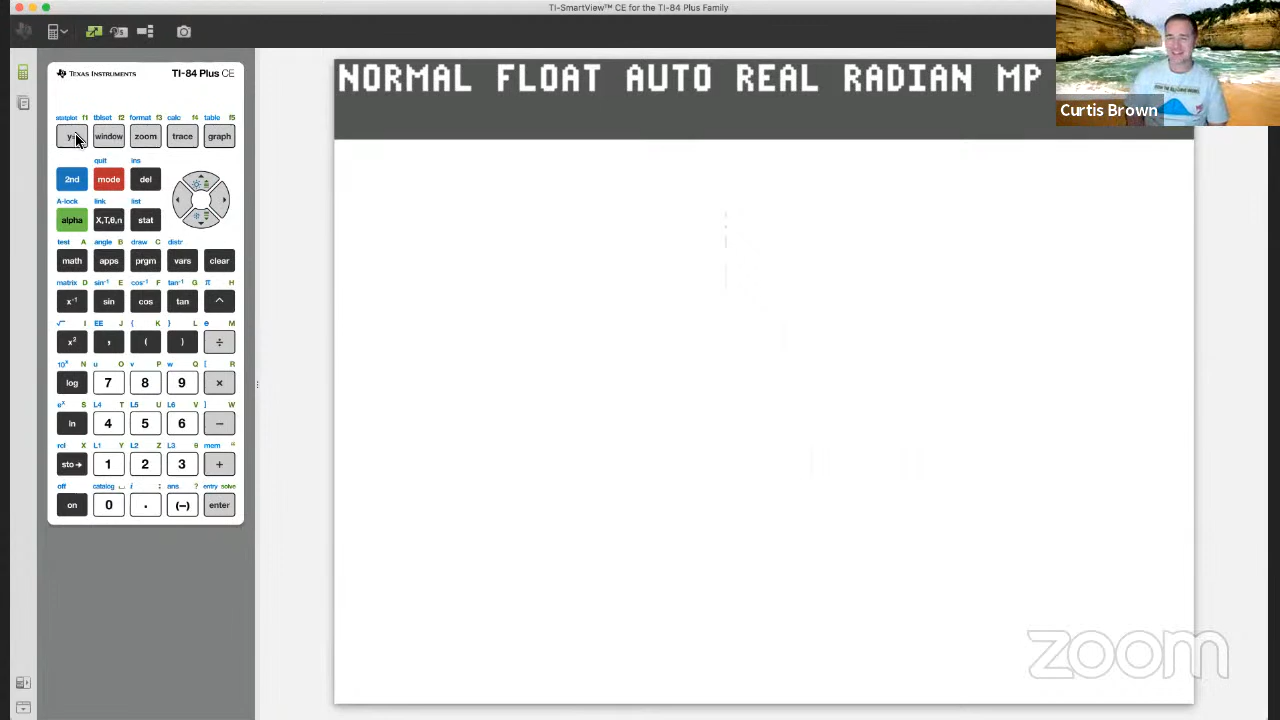 TI-SmartView™ CE for the TI-84 Plus Family
NORMAL FLOAT AUTO REAL RADIAN MP
Curtis Brown
TEXAS INSTRUMENTS TI-84 Plus CE
statplot f1 tblset f2 format f3 calc f4 table f5
window zoom trace graph
quit ins
2nd mode del
A-lock link list
alpha X,T,θ,n stat
test A angle B draw C distr
math apps prgm vars clear
matrix D sin⁻¹ E cos⁻¹ F tan⁻¹ G π H
x⁻¹ sin cos tan ^
√ I EE J { K } L e M
x² , ( ) ÷
10ˣ N u O v P w Q [ R
log 7 8 9 ×
eˣ S L4 T L5 U L6 V ] W
ln 4 5 6 −
rcl X L1 Y L2 Z L3 θ mem "
sto→ 1 2 3 +
off catalog ⎵ i : ans ? entry solve
on 0 . (−) enter
zoom